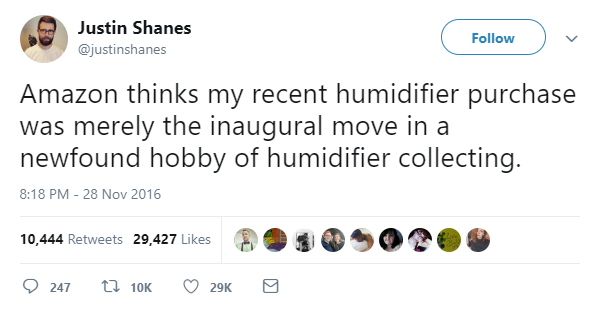 Justin Shanes
@justinshanes
Follow
Amazon thinks my recent humidifier purchase
was merely the inaugural move in a
newfound hobby of humidifier collecting.
8:18 PM - 28 Nov 2016
10,444 Retweets 29,427 Likes
247 10K 29K